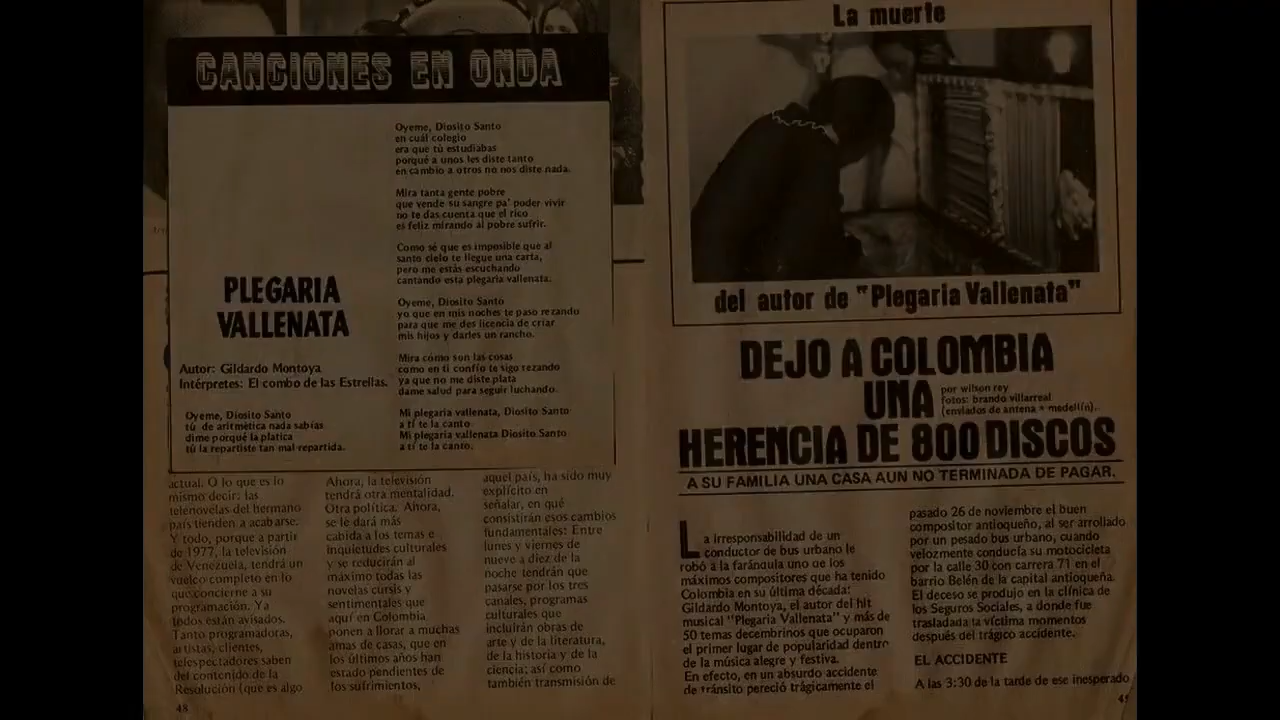 CANCIONES EN ONDA
PLEGARIA
VALLENATA
Autor: Gildardo Montoya
Intérpretes: El combo de las Estrellas.
Oyeme, Diosito Santo
tú de aritmética nada sabías
dime porqué la platica
tú la repartiste tan mal repartida.
Oyeme, Diosito Santo
en cuál colegio
era que tú estudiabas
porqué a unos les diste tanto
en cambio a otros no nos diste nada.
Mira tanta gente pobre
que vende su sangre pa' poder vivir
no te das cuenta que el rico
es feliz mirando al pobre sufrir.
Como sé que es imposible que al
santo cielo te llegue una carta,
pero me estás escuchando
cantando esta plegaria vallenata.
Oyeme, Diosito Santo
yo que en mis noches te paso rezando
para que me des licencia de criar
mis hijos y darles un rancho.
Mira cómo son las cosas
como en ti confío te sigo rezando
ya que no me diste plata
dame salud para seguir luchando.
Mi plegaria vallenata, Diosito Santo
a tí te la canto
Mi plegaria vallenata Diosito Santo
a tí te la canto.
actual. O lo que es lo
mismo decir: las
telenovelas del hermano
país tienden a acabarse.
Y todo, porque a partir
de 1977, la televisión
de Venezuela, tendrá un
vuelco completo en lo
que concierne a su
programación. Ya
todos están avisados.
Tanto programadoras,
artistas, clientes,
telespectadores saben
del contenido de la
Resolución (que es algo
48
Ahora, la televisión
tendrá otra mentalidad.
Otra política. Ahora,
se le dará más
cabida a los temas e
inquietudes culturales
y se reducirán al
máximo todas las
novelas cursis y
sentimentales que
aquí en Colombia
ponen a llorar a muchas
amas de casas, que en
los últimos años han
estado pendientes de
los sufrimientos,
aquel país, ha sido muy
explícito en
señalar, en qué
consistirán esos cambios
fundamentales: Entre
lunes y viernes de
nueve a diez de la
noche tendrán que
pasarse por los tres
canales, programas
culturales que
incluirán obras de
arte y de la literatura,
de la historia y de la
ciencia; así como
también transmisión de
La muerte
del autor de "Plegaria Vallenata"
DEJO A COLOMBIA
UNA
por wilson rey
fotos: brando villarreal
(enviados de antena * medellín).
HERENCIA DE 800 DISCOS
A SU FAMILIA UNA CASA AUN NO TERMINADA DE PAGAR.
La irresponsabilidad de un
conductor de bus urbano le
robó a la farándula uno de los
máximos compositores que ha tenido
Colombia en su última década:
Gildardo Montoya, el autor del hit
musical "Plegaria Vallenata" y más de
50 temas decembrinos que ocuparon
el primer lugar de popularidad dentro
de la música alegre y festiva.
En efecto, en un absurdo accidente
de tránsito pereció trágicamente el
pasado 26 de noviembre el buen
compositor antioqueño, al ser arrollado
por un pesado bus urbano, cuando
velozmente conducía su motocicleta
por la calle 30 con carrera 71 en el
barrio Belén de la capital antioqueña.
El deceso se produjo en la clínica de
los Seguros Sociales, a donde fue
trasladada la víctima momentos
después del trágico accidente.
EL ACCIDENTE
A las 3:30 de la tarde de ese inesperado